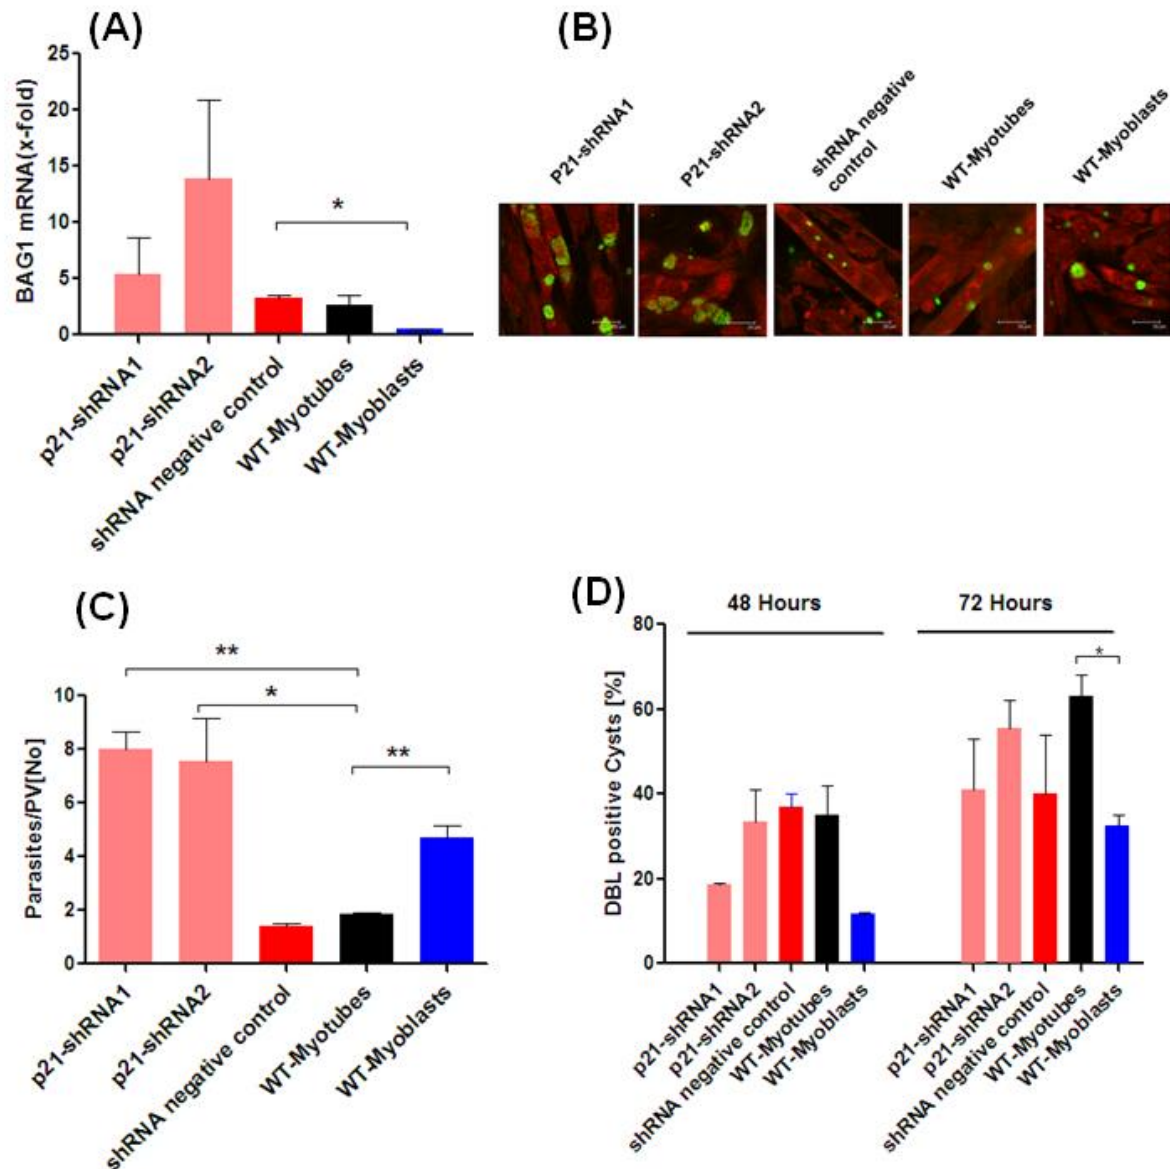 (A)
BAG1 mRNA(x-fold)
25
20
15
10
5
0
*
p21-shRNA1
p21-shRNA2
shRNA negative control
WT-Myotubes
WT-Myoblasts
(B)
P21-shRNA1
P21-shRNA2
shRNA negative
control
WT-Myotubes
WT-Myoblasts
(C)
Parasites/PV[No]
10
8
6
4
2
0
**
*
**
p21-shRNA1
p21-shRNA2
shRNA negative control
WT-Myotubes
WT-Myoblasts
(D)
48 Hours
72 Hours
DBL positive Cysts [%]
80
60
40
20
0
*
p21-shRNA1
p21-shRNA2
shRNA negative control
WT-Myotubes
WT-Myoblasts
p21-shRNA1
p21-shRNA2
shRNA negative control
WT-Myotubes
WT-Myoblasts